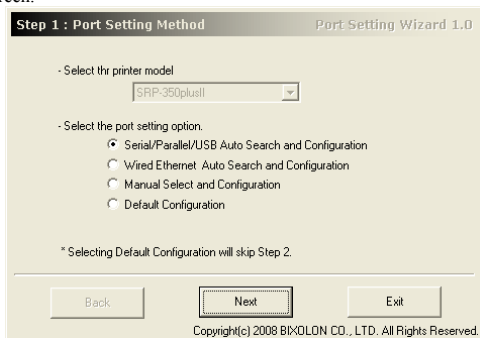 reen.
Step 1 : Port Setting Method
Port Setting Wizard 1.0
- Select thr printer model
SRP-350plusII
- Select the port setting option.
Serial/Parallel/USB Auto Search and Configuration
Wired Ethernet Auto Search and Configuration
Manual Select and Configuration
Default Configuration
* Selecting Default Configuration will skip Step 2.
Back
Next
Exit
Copyright(c) 2008 BIXOLON CO., LTD. All Rights Reserved.